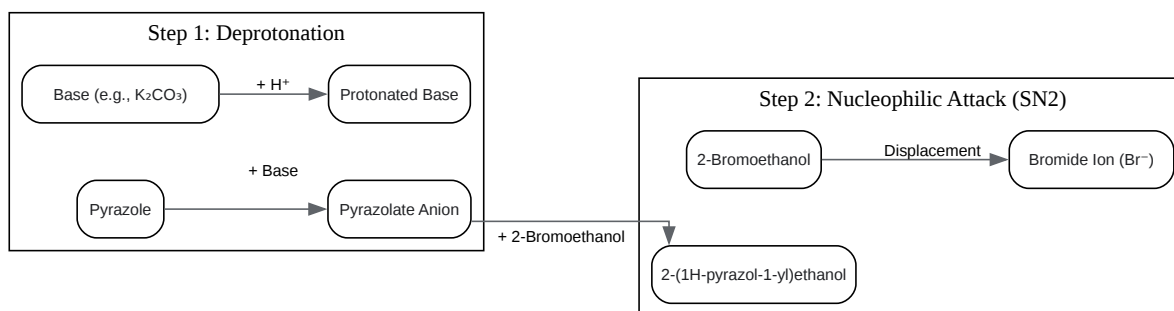 Step 1: Deprotonation
Base (e.g., K₂CO₃)
+ H⁺
Protonated Base
+ Base
Pyrazole
Pyrazolate Anion
+ 2-Bromoethanol
Step 2: Nucleophilic Attack (SN2)
2-Bromoethanol
Displacement
Bromide Ion (Br⁻)
2-(1H-pyrazol-1-yl)ethanol